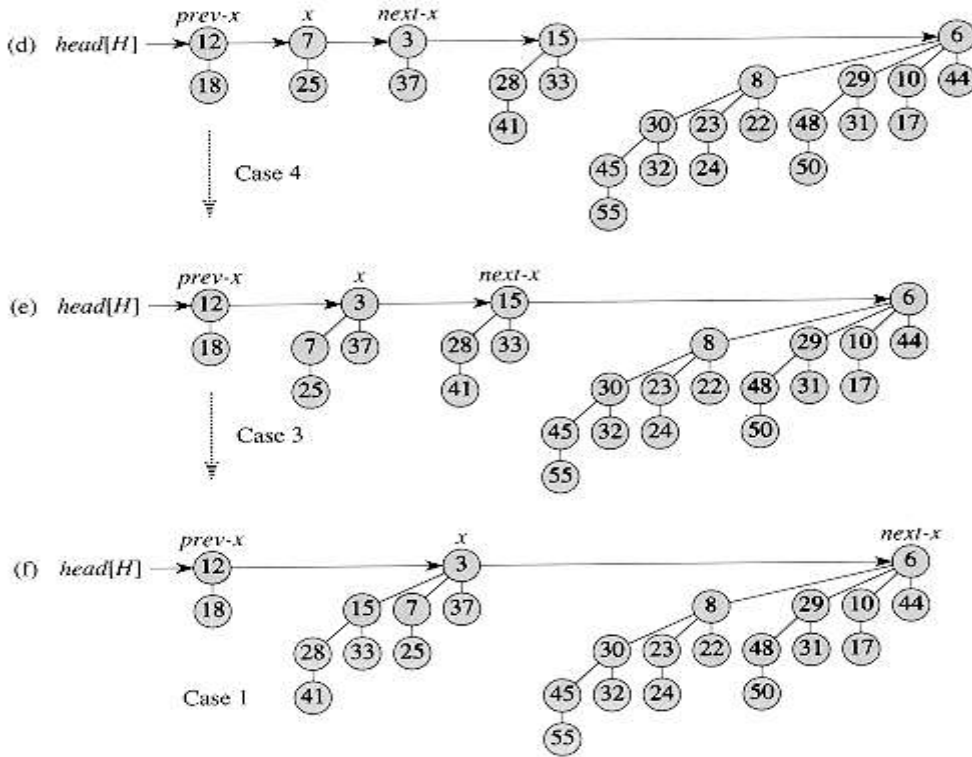 prev-x x next-x
(d) head[H] 12 7 3 15 6
18 25 37 28 33 8 29 10 44
41 30 23 22 48 31 17
Case 4 45 32 24 50
55
prev-x x next-x
(e) head[H] 12 3 15 6
18 7 37 28 33 8 29 10 44
25 41 30 23 22 48 31 17
Case 3 45 32 24 50
55
prev-x x next-x
(f) head[H] 12 3 6
18 15 7 37 8 29 10 44
28 33 25 30 23 22 48 31 17
Case 1 41 45 32 24 50
55